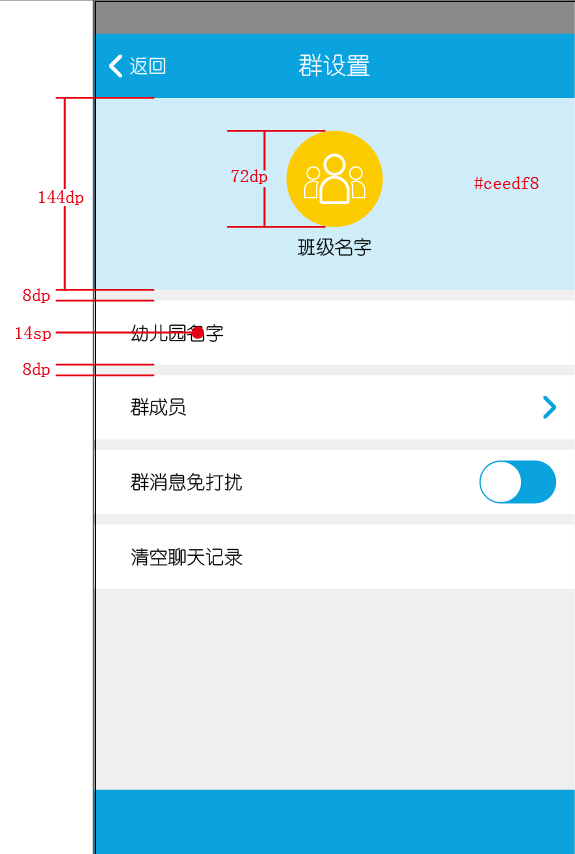 返回
群设置
72dp
#ceedf8
144dp
班级名字
8dp
14sp
幼儿园名字
8dp
群成员
群消息免打扰
清空聊天记录